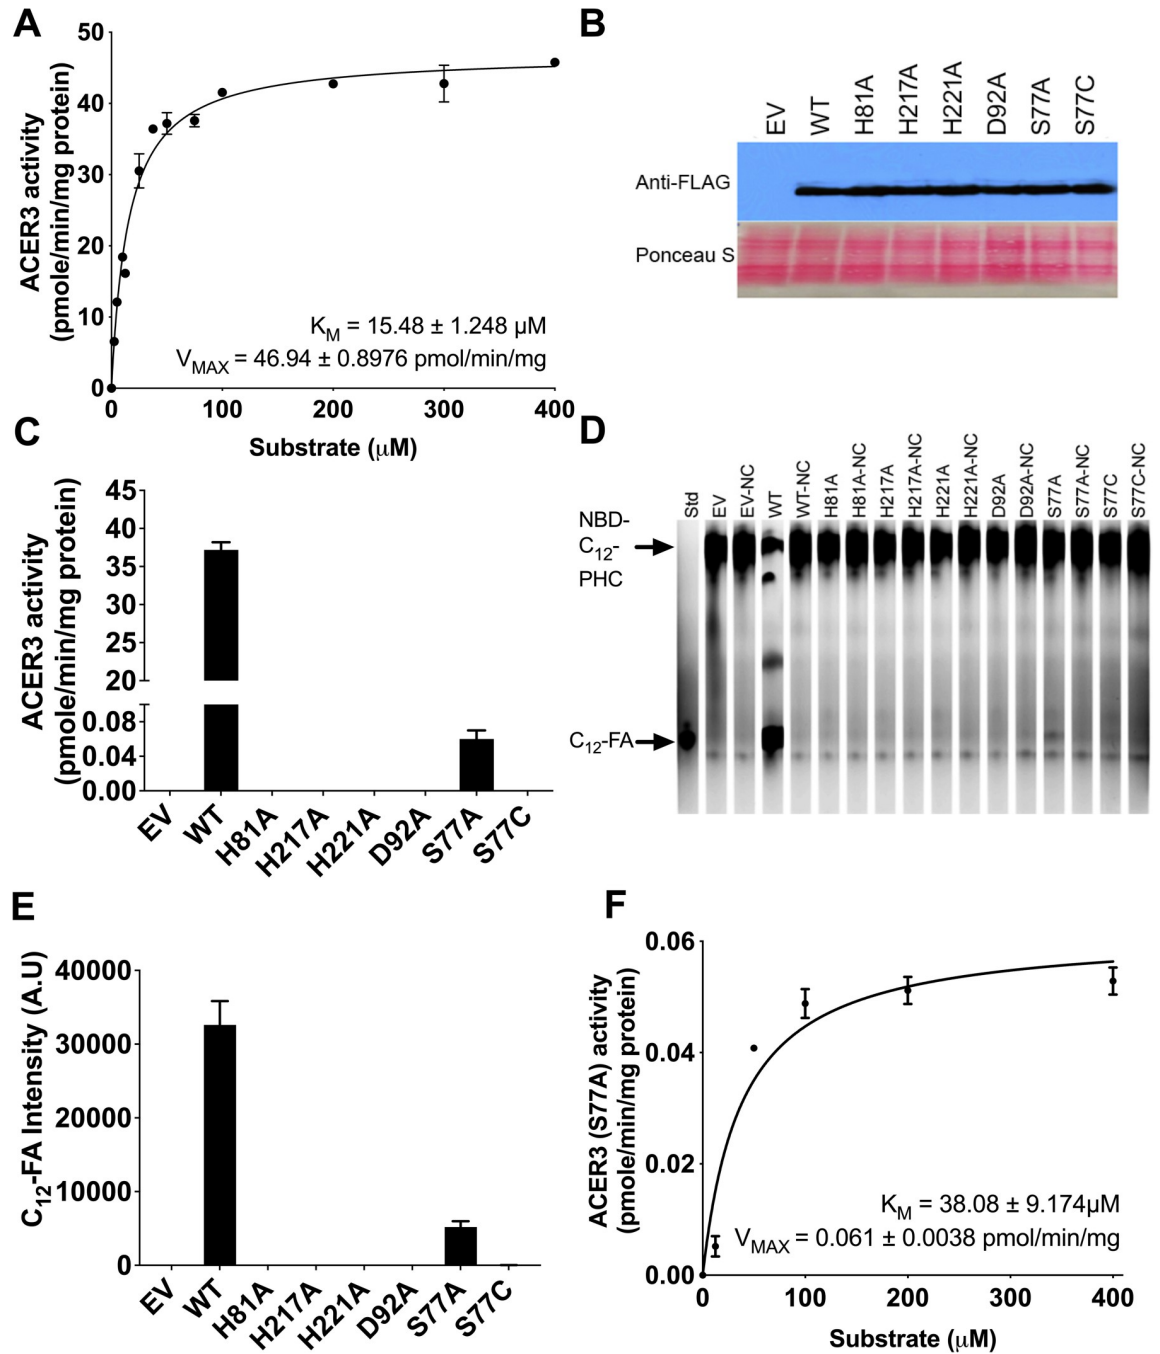 A
ACER3 activity
(pmole/min/mg protein)
50
40
30
20
10
0
K_M = 15.48 ± 1.248 µM
V_MAX = 46.94 ± 0.8976 pmol/min/mg
0 100 200 300 400
Substrate (µM)
B
EV WT H81A H217A H221A D92A S77A S77C
Anti-FLAG
Ponceau S
C
ACER3 activity
(pmole/min/mg protein)
45
40
35
30
25
20
0.08
0.04
0.00
EV WT H81A H217A H221A D92A S77A S77C
D
Std EV EV-NC WT WT-NC H81A H81A-NC H217A H217A-NC H221A H221A-NC D92A D92A-NC S77A S77A-NC S77C S77C-NC
NBD-
C12-
PHC
C12-FA
E
C12-FA Intensity (A.U)
40000
30000
20000
10000
0
EV WT H81A H217A H221A D92A S77A S77C
F
ACER3 (S77A) activity
(pmole/min/mg protein)
0.06
0.04
0.02
0.00
K_M = 38.08 ± 9.174µM
V_MAX = 0.061 ± 0.0038 pmol/min/mg
0 100 200 300 400
Substrate (µM)